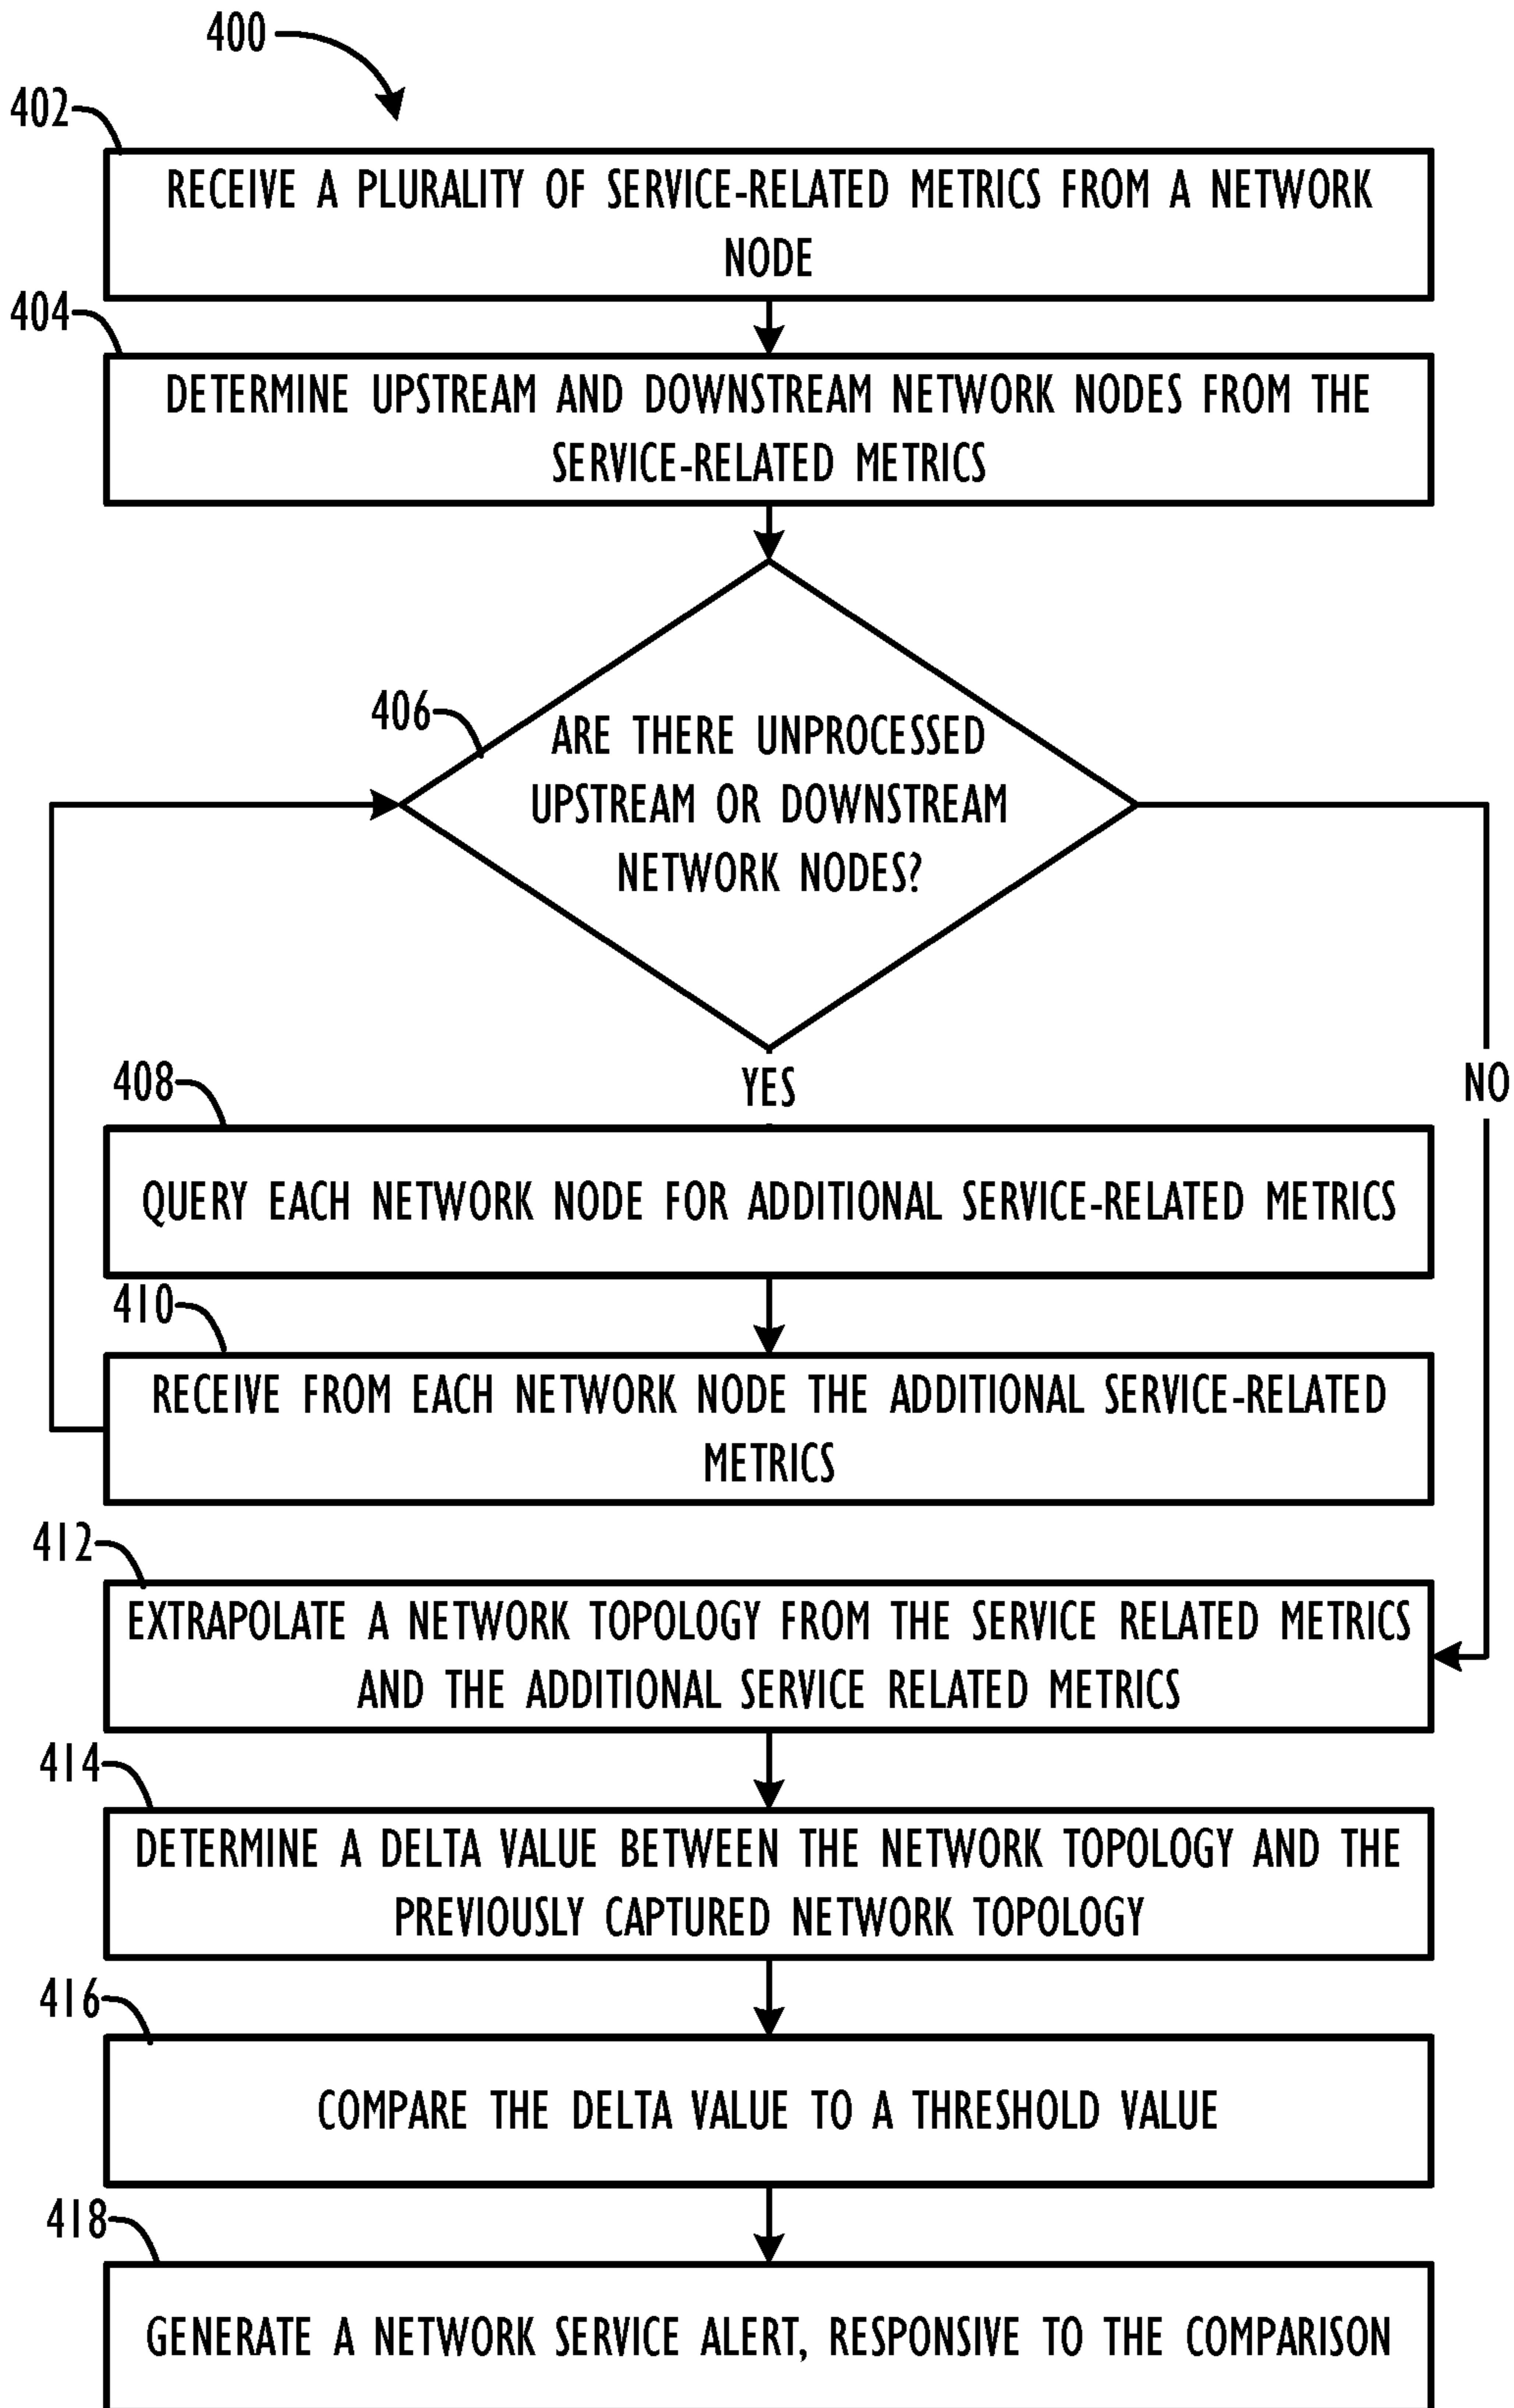 400
402
RECEIVE A PLURALITY OF SERVICE-RELATED METRICS FROM A NETWORK
NODE
404
DETERMINE UPSTREAM AND DOWNSTREAM NETWORK NODES FROM THE
SERVICE-RELATED METRICS
406
ARE THERE UNPROCESSED
UPSTREAM OR DOWNSTREAM
NETWORK NODES?
YES
NO
408
QUERY EACH NETWORK NODE FOR ADDITIONAL SERVICE-RELATED METRICS
410
RECEIVE FROM EACH NETWORK NODE THE ADDITIONAL SERVICE-RELATED
METRICS
412
EXTRAPOLATE A NETWORK TOPOLOGY FROM THE SERVICE RELATED METRICS
AND THE ADDITIONAL SERVICE RELATED METRICS
414
DETERMINE A DELTA VALUE BETWEEN THE NETWORK TOPOLOGY AND THE
PREVIOUSLY CAPTURED NETWORK TOPOLOGY
416
COMPARE THE DELTA VALUE TO A THRESHOLD VALUE
418
GENERATE A NETWORK SERVICE ALERT, RESPONSIVE TO THE COMPARISON